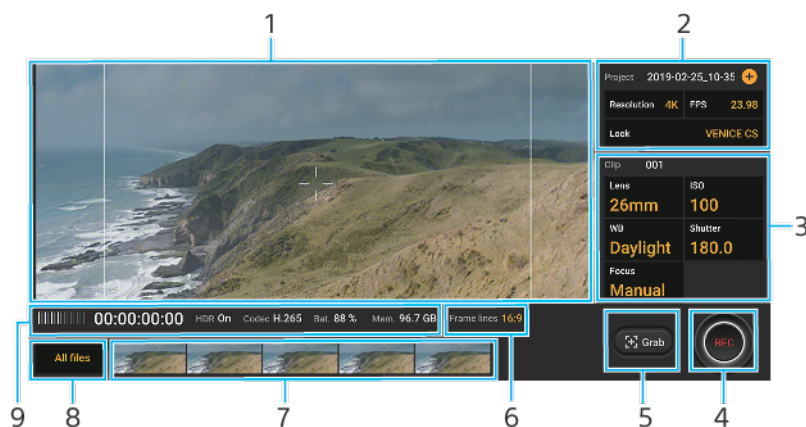 1
2
Project 2019-02-25_10-35 +
Resolution 4K FPS 23.98
Look VENICE CS
Clip 001
Lens ISO
26mm 100
WB Shutter
Daylight 180.0
Focus
Manual
3
00:00:00:00 HDR On Codec H.265 Bat. 88 % Mem. 96.7 GB Frame lines 16:9
Grab
REC
All files
9 8 7 6 5 4